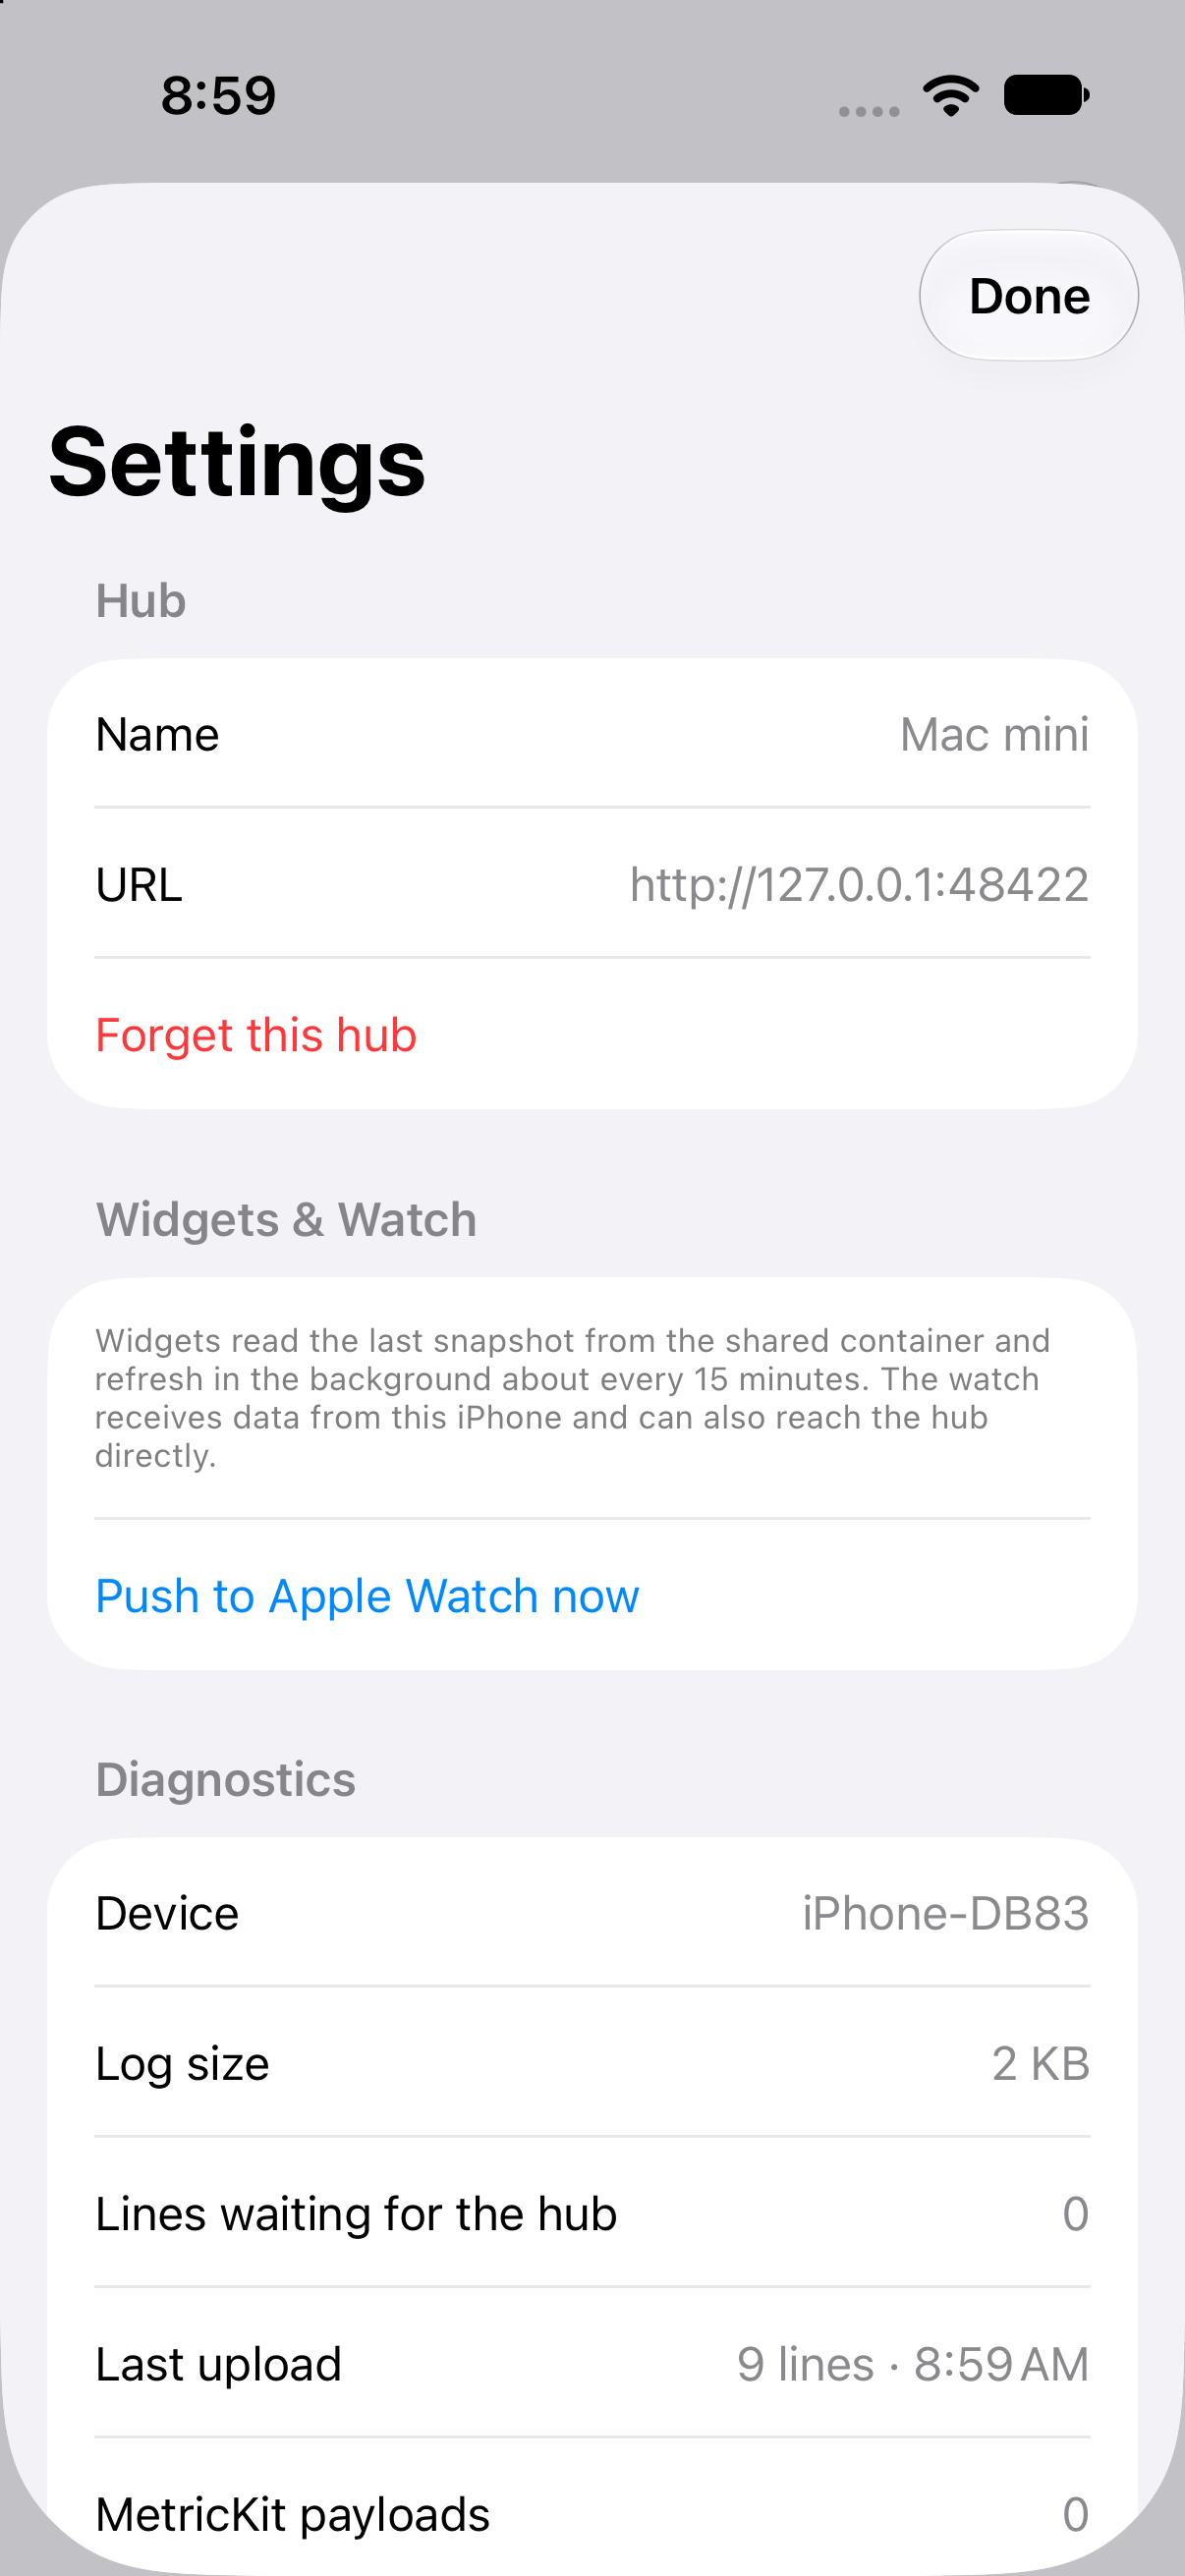 8:59
Done
Settings
Hub
Name Mac mini
URL http://127.0.0.1:48422
Forget this hub
Widgets & Watch
Widgets read the last snapshot from the shared container and
refresh in the background about every 15 minutes. The watch
receives data from this iPhone and can also reach the hub
directly.
Push to Apple Watch now
Diagnostics
Device iPhone-DB83
Log size 2 KB
Lines waiting for the hub 0
Last upload 9 lines · 8:59 AM
MetricKit payloads 0